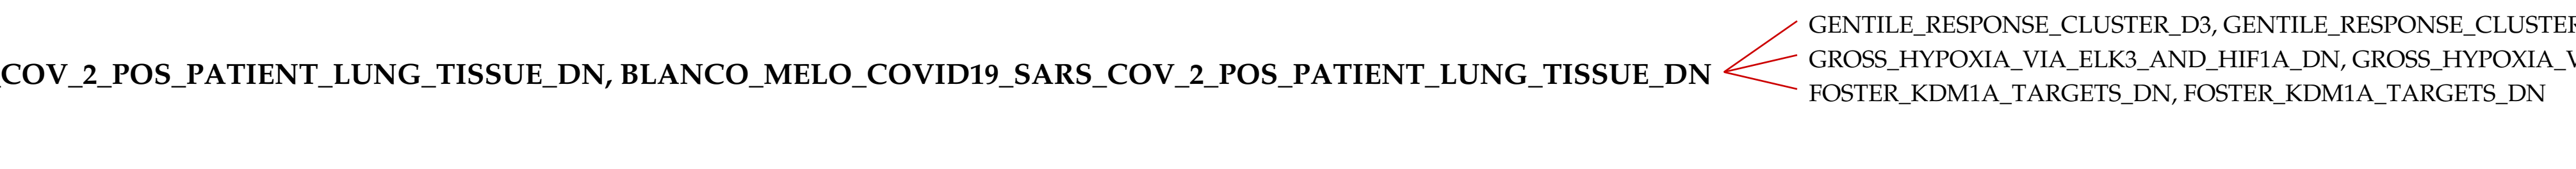 COV_2_POS_PATIENT_LUNG_TISSUE_DN, BLANCO_MELO_COVID19_SARS_COV_2_POS_PATIENT_LUNG_TISSUE_DN
GENTILE_RESPONSE_CLUSTER_D3, GENTILE_RESPONSE_CLUSTER
GROSS_HYPOXIA_VIA_ELK3_AND_HIF1A_DN, GROSS_HYPOXIA_V
FOSTER_KDM1A_TARGETS_DN, FOSTER_KDM1A_TARGETS_DN